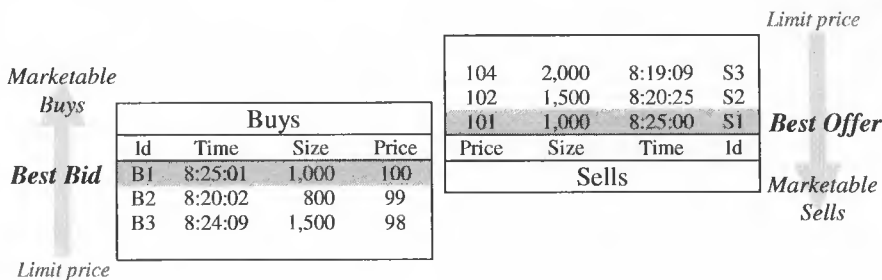 Limit price
104 2,000 8:19:09 S3
102 1,500 8:20:25 S2
101 1,000 8:25:00 S1
Best Offer
Price Size Time Id
Sells
Marketable
Sells
Marketable
Buys
Buys
Id Time Size Price
Best Bid
B1 8:25:01 1,000 100
B2 8:20:02 800 99
B3 8:24:09 1,500 98
Limit price